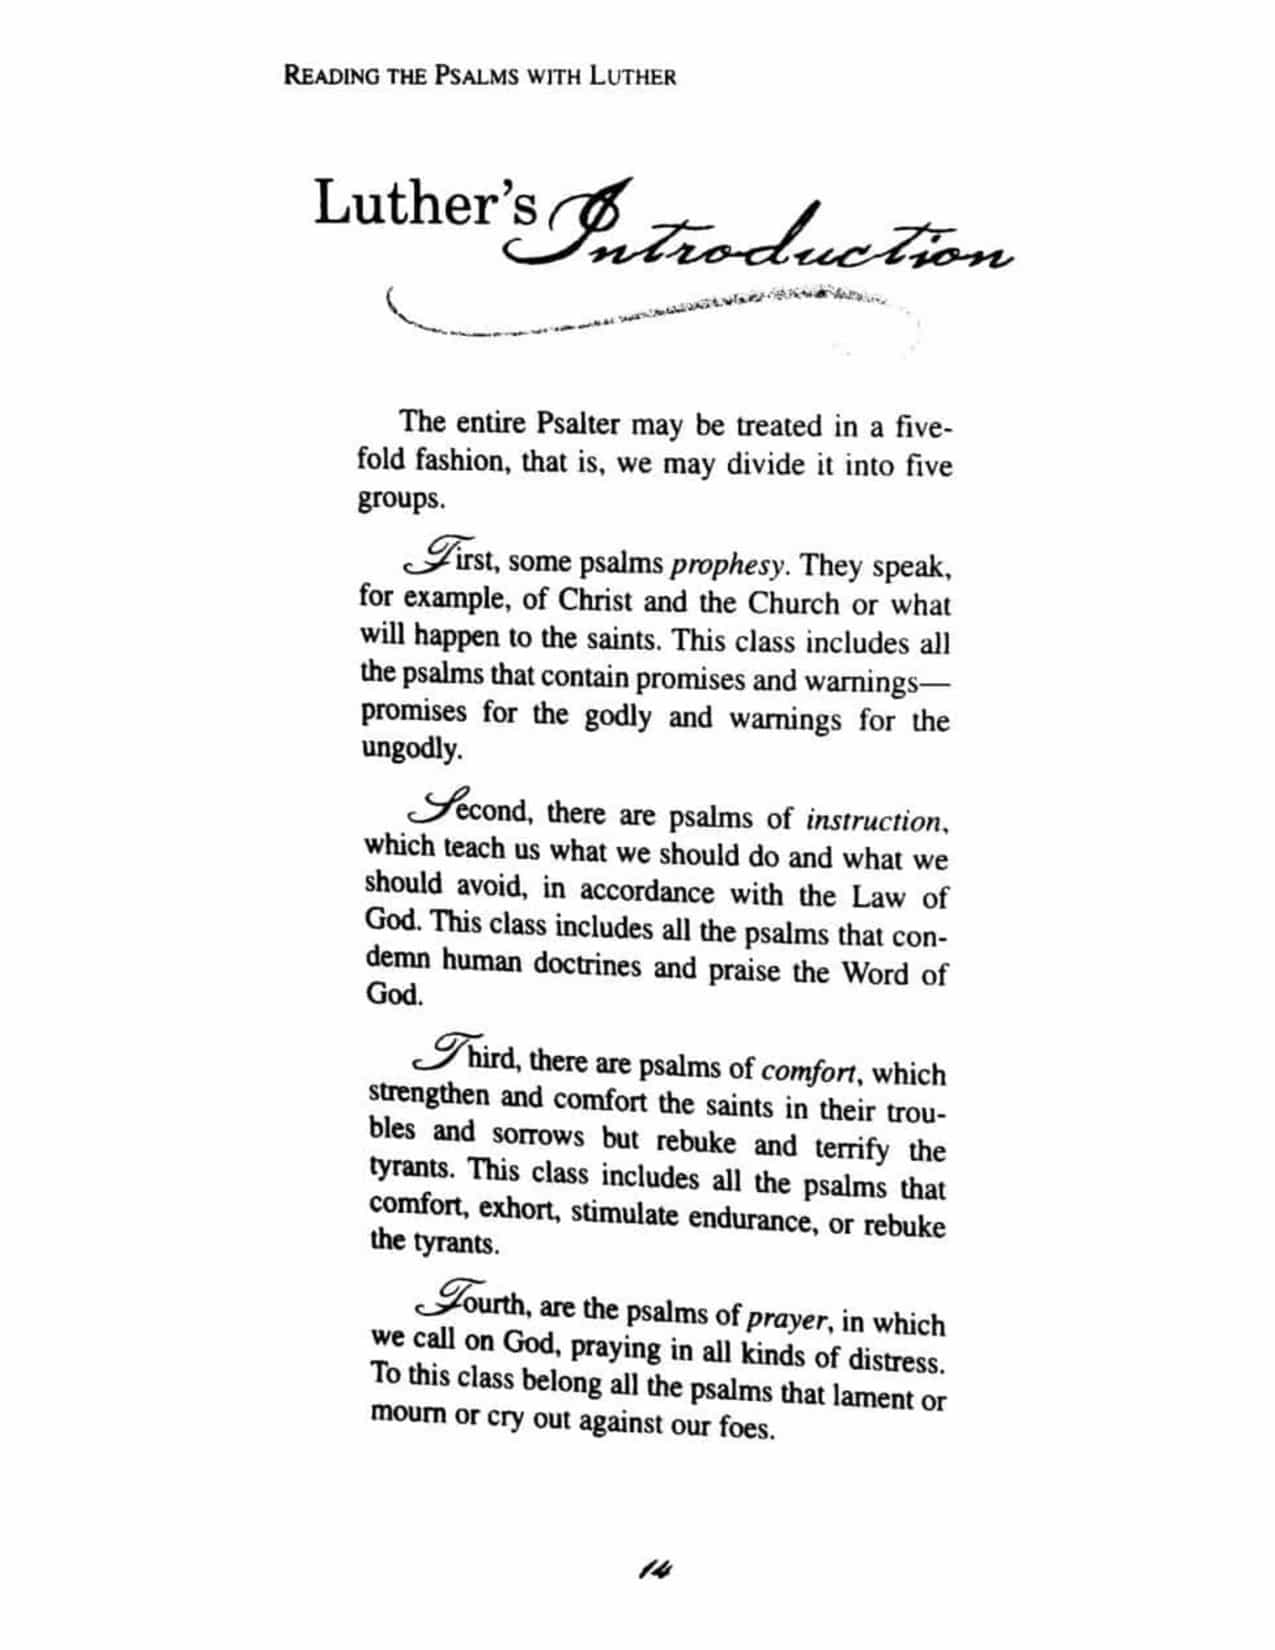 READING THE PSALMS WITH LUTHER
Luther's Introduction
The entire Psalter may be treated in a five-
fold fashion, that is, we may divide it into five
groups.
First, some psalms prophesy. They speak,
for example, of Christ and the Church or what
will happen to the saints. This class includes all
the psalms that contain promises and warnings—
promises for the godly and warnings for the
ungodly.
Second, there are psalms of instruction,
which teach us what we should do and what we
should avoid, in accordance with the Law of
God. This class includes all the psalms that con-
demn human doctrines and praise the Word of
God.
Third, there are psalms of comfort, which
strengthen and comfort the saints in their trou-
bles and sorrows but rebuke and terrify the
tyrants. This class includes all the psalms that
comfort, exhort, stimulate endurance, or rebuke
the tyrants.
Fourth, are the psalms of prayer, in which
we call on God, praying in all kinds of distress.
To this class belong all the psalms that lament or
mourn or cry out against our foes.
14